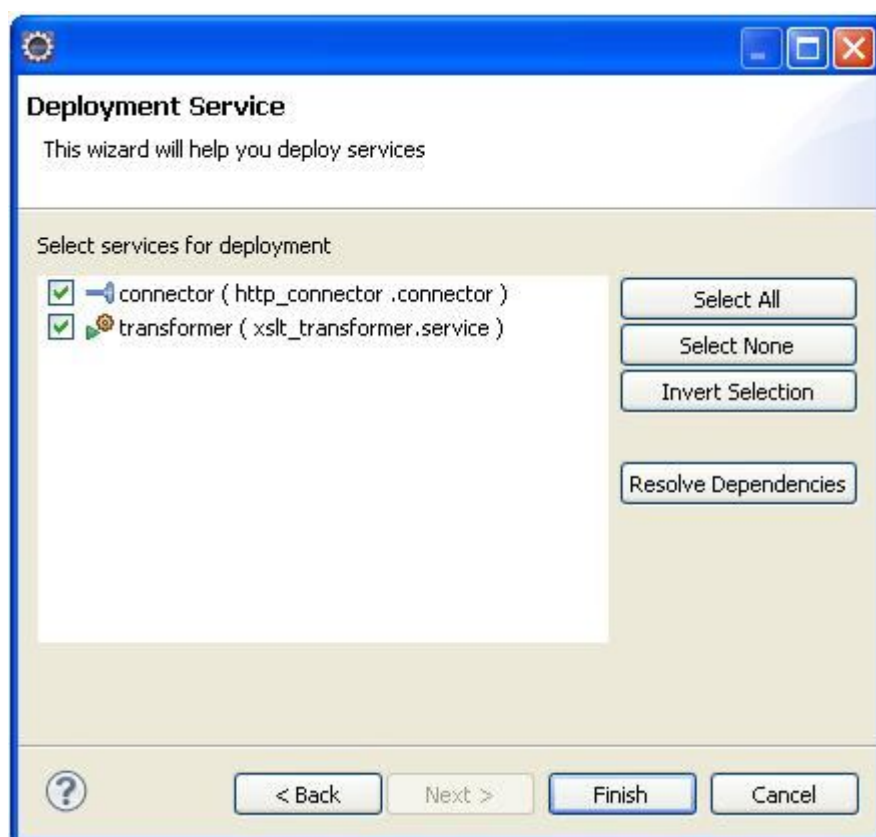 Deployment Service
This wizard will help you deploy services
Select services for deployment
connector ( http_connector .connector )
transformer ( xslt_transformer.service )
Select All
Select None
Invert Selection
Resolve Dependencies
?
< Back
Next >
Finish
Cancel